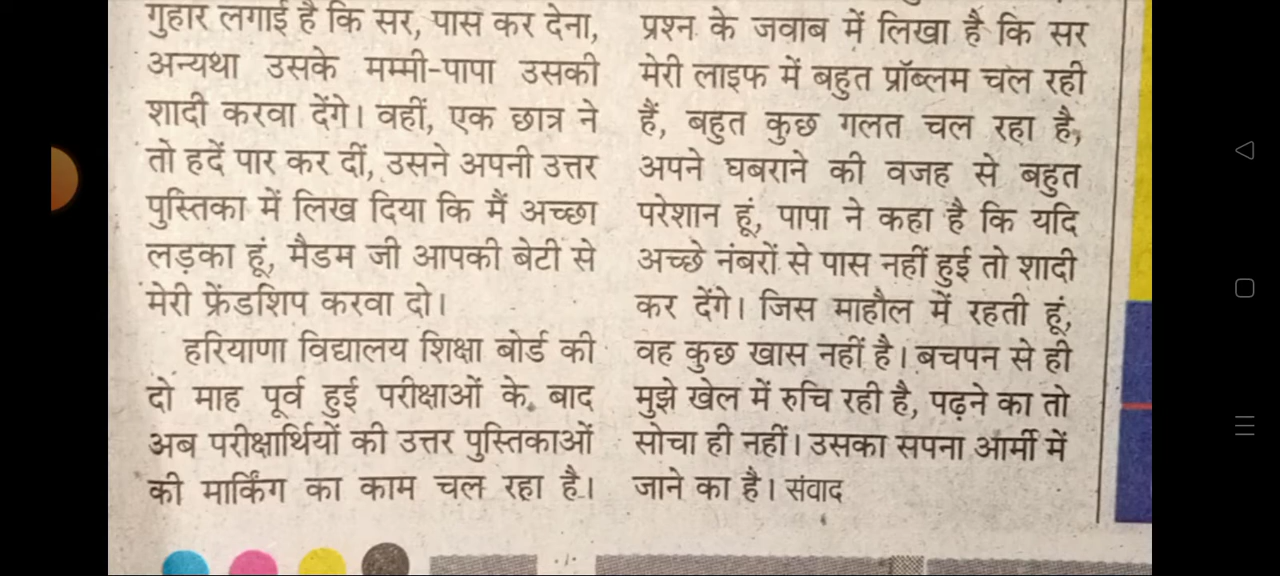 गुहार लगाई है कि सर, पास कर देना,
अन्यथा उसके मम्मी-पापा उसकी
शादी करवा देंगे। वहीं, एक छात्र ने
तो हदें पार कर दीं, उसने अपनी उत्तर
पुस्तिका में लिख दिया कि मैं अच्छा
लड़का हूं, मैडम जी आपकी बेटी से
मेरी फ्रेंडशिप करवा दो।
हरियाणा विद्यालय शिक्षा बोर्ड की
दो माह पूर्व हुई परीक्षाओं के बाद
अब परीक्षार्थियों की उत्तर पुस्तिकाओं
की मार्किंग का काम चल रहा है।
प्रश्न के जवाब में लिखा है कि सर
मेरी लाइफ में बहुत प्रॉब्लम चल रही
हैं, बहुत कुछ गलत चल रहा है,
अपने घबराने की वजह से बहुत
परेशान हूं, पापा ने कहा है कि यदि
अच्छे नंबरों से पास नहीं हुई तो शादी
कर देंगे। जिस माहौल में रहती हूं,
वह कुछ खास नहीं है। बचपन से ही
मुझे खेल में रुचि रही है, पढ़ने का तो
सोचा ही नहीं। उसका सपना आर्मी में
जाने का है। संवाद